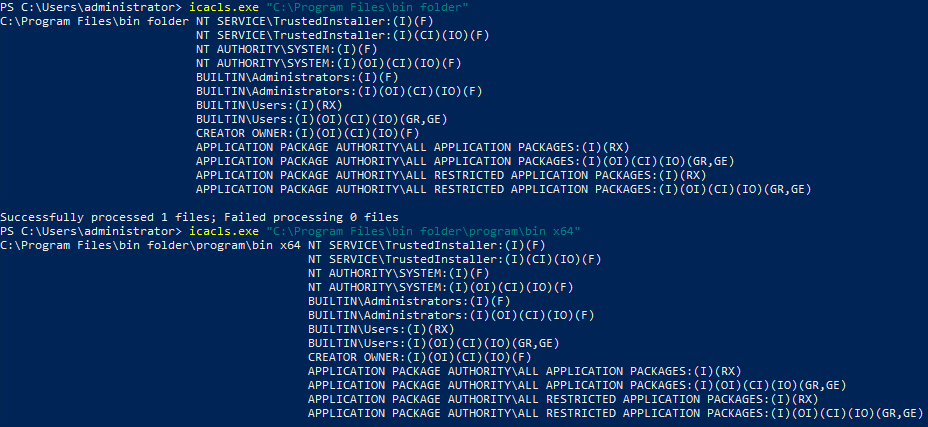 PS C:\Users\administrator> icacls.exe "C:\Program Files\bin folder"
C:\Program Files\bin folder NT SERVICE\TrustedInstaller:(I)(F)
NT SERVICE\TrustedInstaller:(I)(CI)(IO)(F)
NT AUTHORITY\SYSTEM:(I)(F)
NT AUTHORITY\SYSTEM:(I)(OI)(CI)(IO)(F)
BUILTIN\Administrators:(I)(F)
BUILTIN\Administrators:(I)(OI)(CI)(IO)(F)
BUILTIN\Users:(I)(RX)
BUILTIN\Users:(I)(OI)(CI)(IO)(GR,GE)
CREATOR OWNER:(I)(OI)(CI)(IO)(F)
APPLICATION PACKAGE AUTHORITY\ALL APPLICATION PACKAGES:(I)(RX)
APPLICATION PACKAGE AUTHORITY\ALL APPLICATION PACKAGES:(I)(OI)(CI)(IO)(GR,GE)
APPLICATION PACKAGE AUTHORITY\ALL RESTRICTED APPLICATION PACKAGES:(I)(RX)
APPLICATION PACKAGE AUTHORITY\ALL RESTRICTED APPLICATION PACKAGES:(I)(OI)(CI)(IO)(GR,GE)
Successfully processed 1 files; Failed processing 0 files
PS C:\Users\administrator> icacls.exe "C:\Program Files\bin folder\program\bin x64"
C:\Program Files\bin folder\program\bin x64 NT SERVICE\TrustedInstaller:(I)(F)
NT SERVICE\TrustedInstaller:(I)(CI)(IO)(F)
NT AUTHORITY\SYSTEM:(I)(F)
NT AUTHORITY\SYSTEM:(I)(OI)(CI)(IO)(F)
BUILTIN\Administrators:(I)(F)
BUILTIN\Administrators:(I)(OI)(CI)(IO)(F)
BUILTIN\Users:(I)(RX)
BUILTIN\Users:(I)(OI)(CI)(IO)(GR,GE)
CREATOR OWNER:(I)(OI)(CI)(IO)(F)
APPLICATION PACKAGE AUTHORITY\ALL APPLICATION PACKAGES:(I)(RX)
APPLICATION PACKAGE AUTHORITY\ALL APPLICATION PACKAGES:(I)(OI)(CI)(IO)(GR,GE)
APPLICATION PACKAGE AUTHORITY\ALL RESTRICTED APPLICATION PACKAGES:(I)(RX)
APPLICATION PACKAGE AUTHORITY\ALL RESTRICTED APPLICATION PACKAGES:(I)(OI)(CI)(IO)(GR,GE)